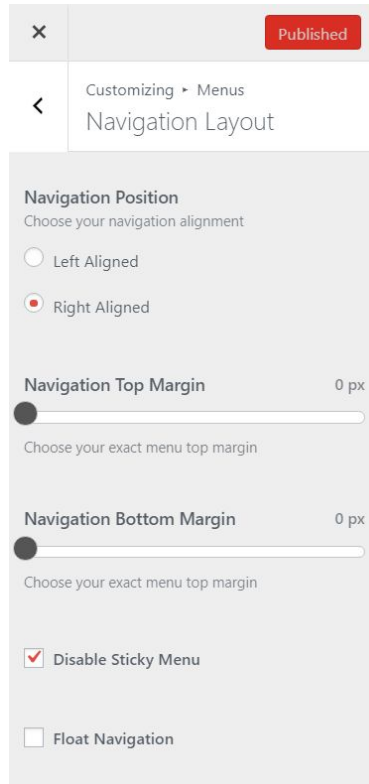 Published
Customizing ▸ Menus
Navigation Layout
Navigation Position
Choose your navigation alignment
Left Aligned
Right Aligned
Navigation Top Margin 0 px
Choose your exact menu top margin
Navigation Bottom Margin 0 px
Choose your exact menu top margin
Disable Sticky Menu
Float Navigation